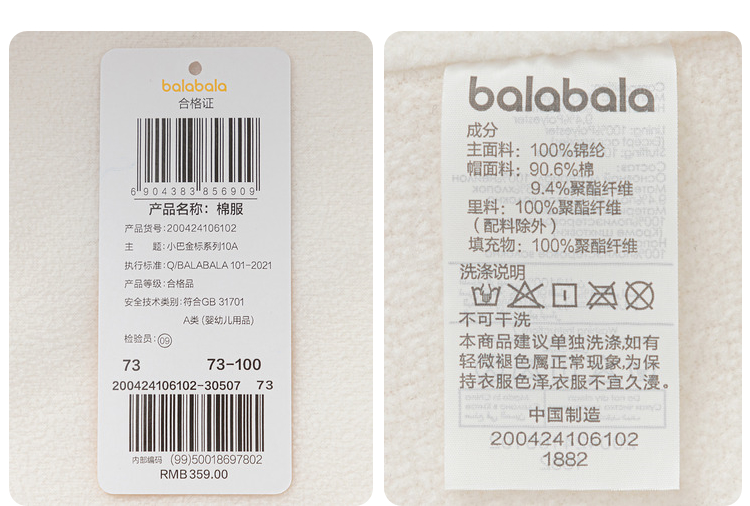 balabala
合格证
6 904383 856909
产品名称：棉服
产品货号：200424106102
主 题：小巴金标系列10A
执行标准：Q/BALABALA 101-2021
产品等级：合格品
安全技术类别：符合GB 31701
A类 (婴幼儿用品)
检验员：09
73 73-100
200424106102-30507 73
内部编码 (99)50018697802
RMB359.00
balabala
成分
主面料：100%锦纶
帽面料：90.6%棉
9.4%聚酯纤维
里料：100%聚酯纤维
（配料除外）
填充物：100%聚酯纤维
洗涤说明
不可干洗
本商品建议单独洗涤,如有
轻微褪色属正常现象,为保
持衣服色泽,衣服不宜久浸。
中国制造
200424106102
1882